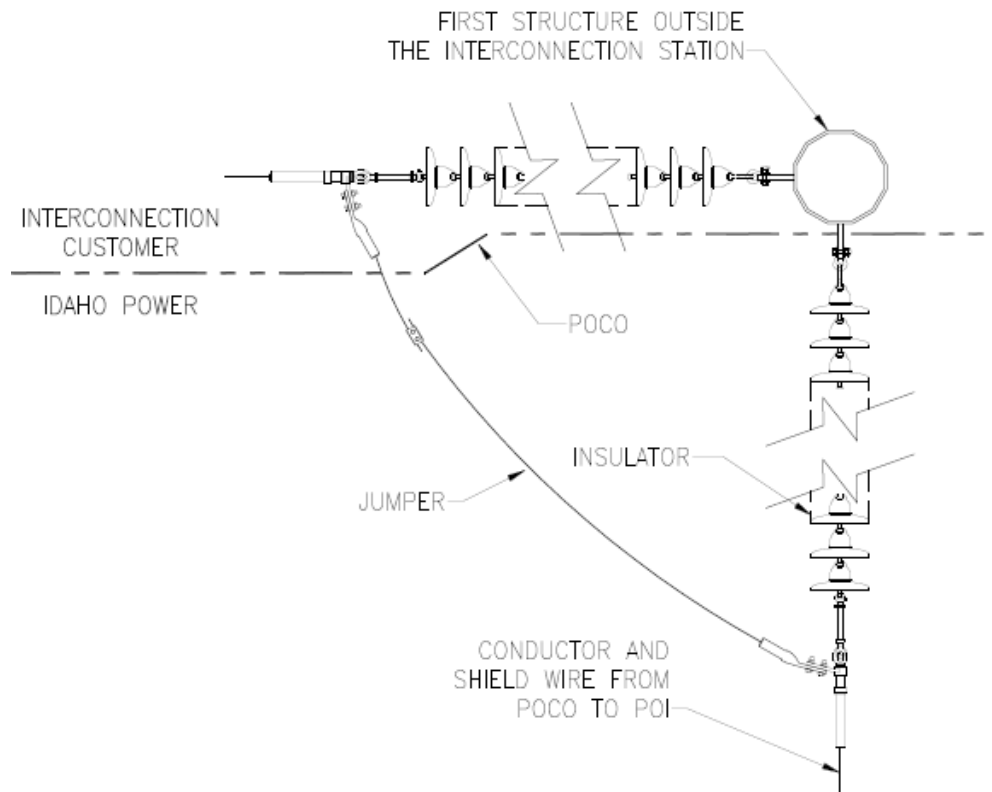 FIRST STRUCTURE OUTSIDE
THE INTERCONNECTION STATION
INTERCONNECTION
CUSTOMER
IDAHO POWER
POCO
INSULATOR
JUMPER
CONDUCTOR AND
SHIELD WIRE FROM
POCO TO POI